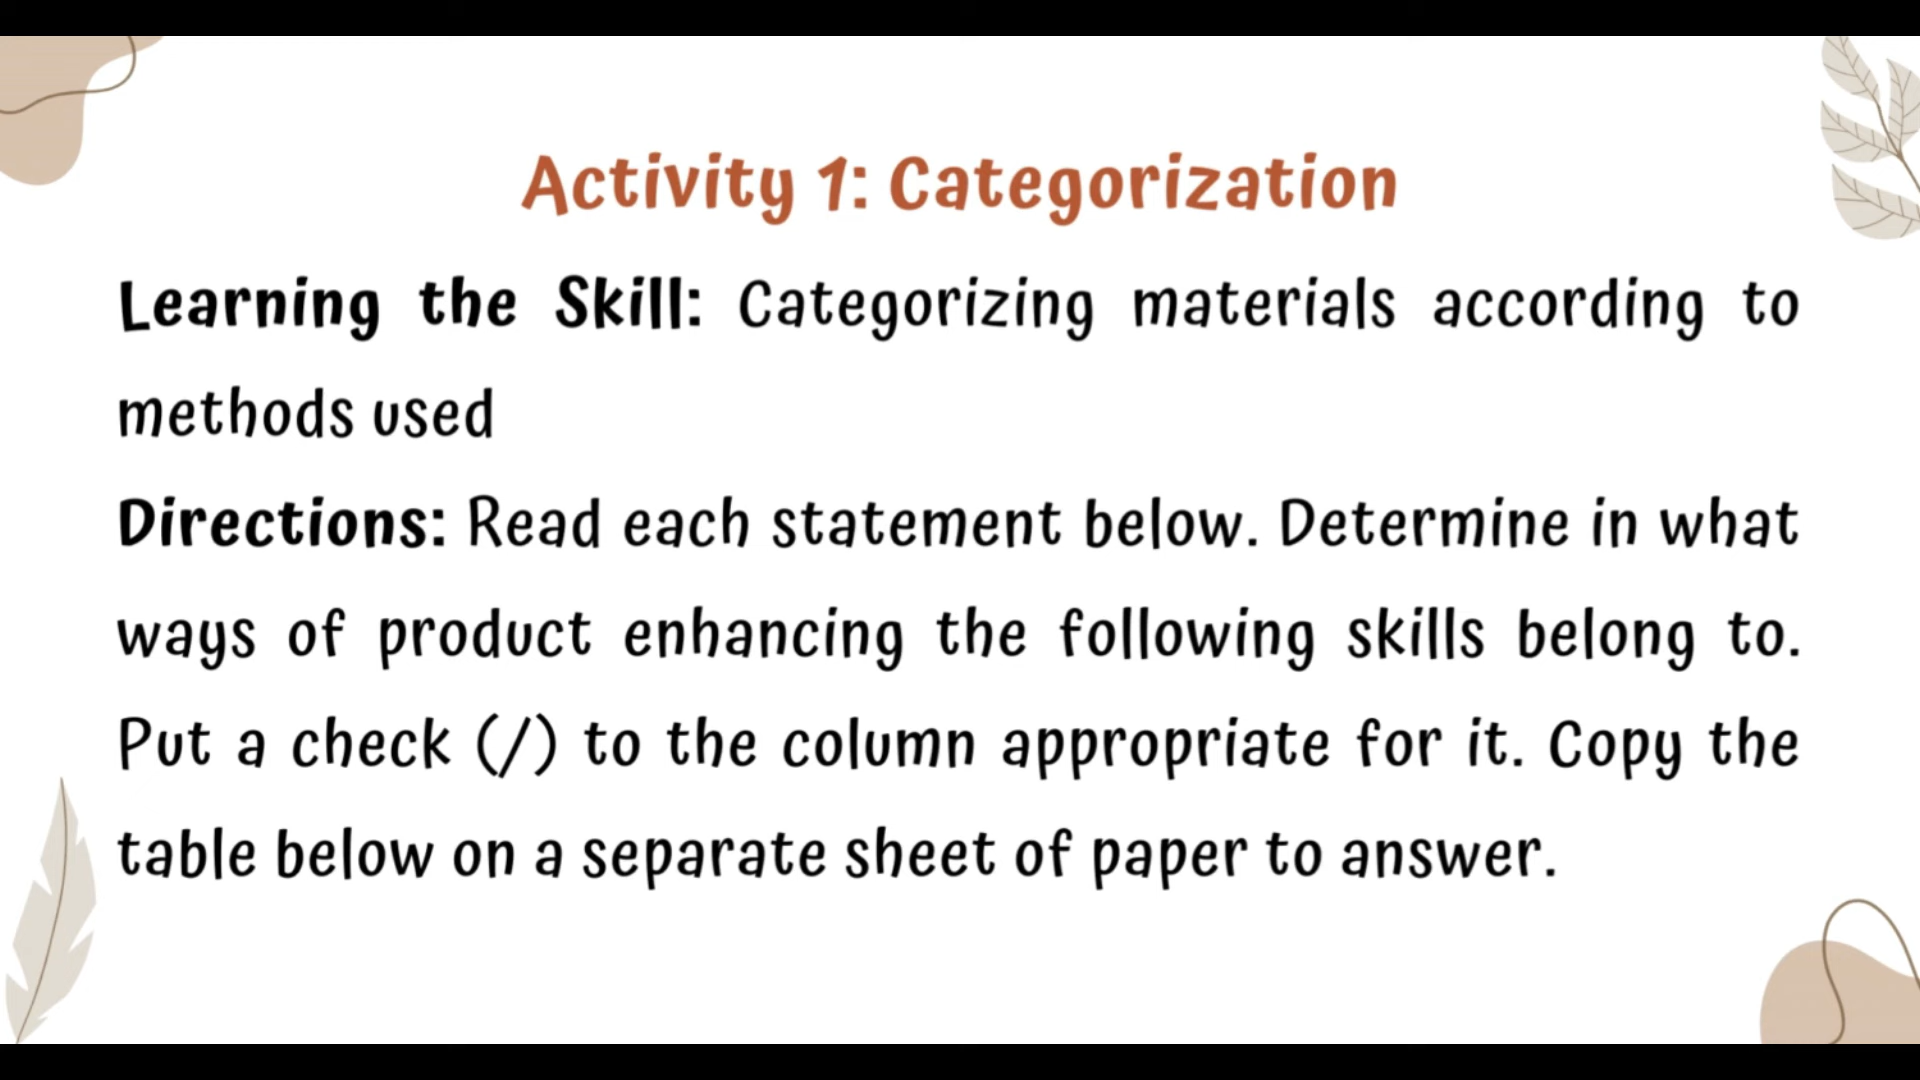 Activity 1: Categorization
Learning the Skill: Categorizing materials according to
methods used
Directions: Read each statement below. Determine in what
ways of product enhancing the following skills belong to.
Put a check (/) to the column appropriate for it. Copy the
table below on a separate sheet of paper to answer.